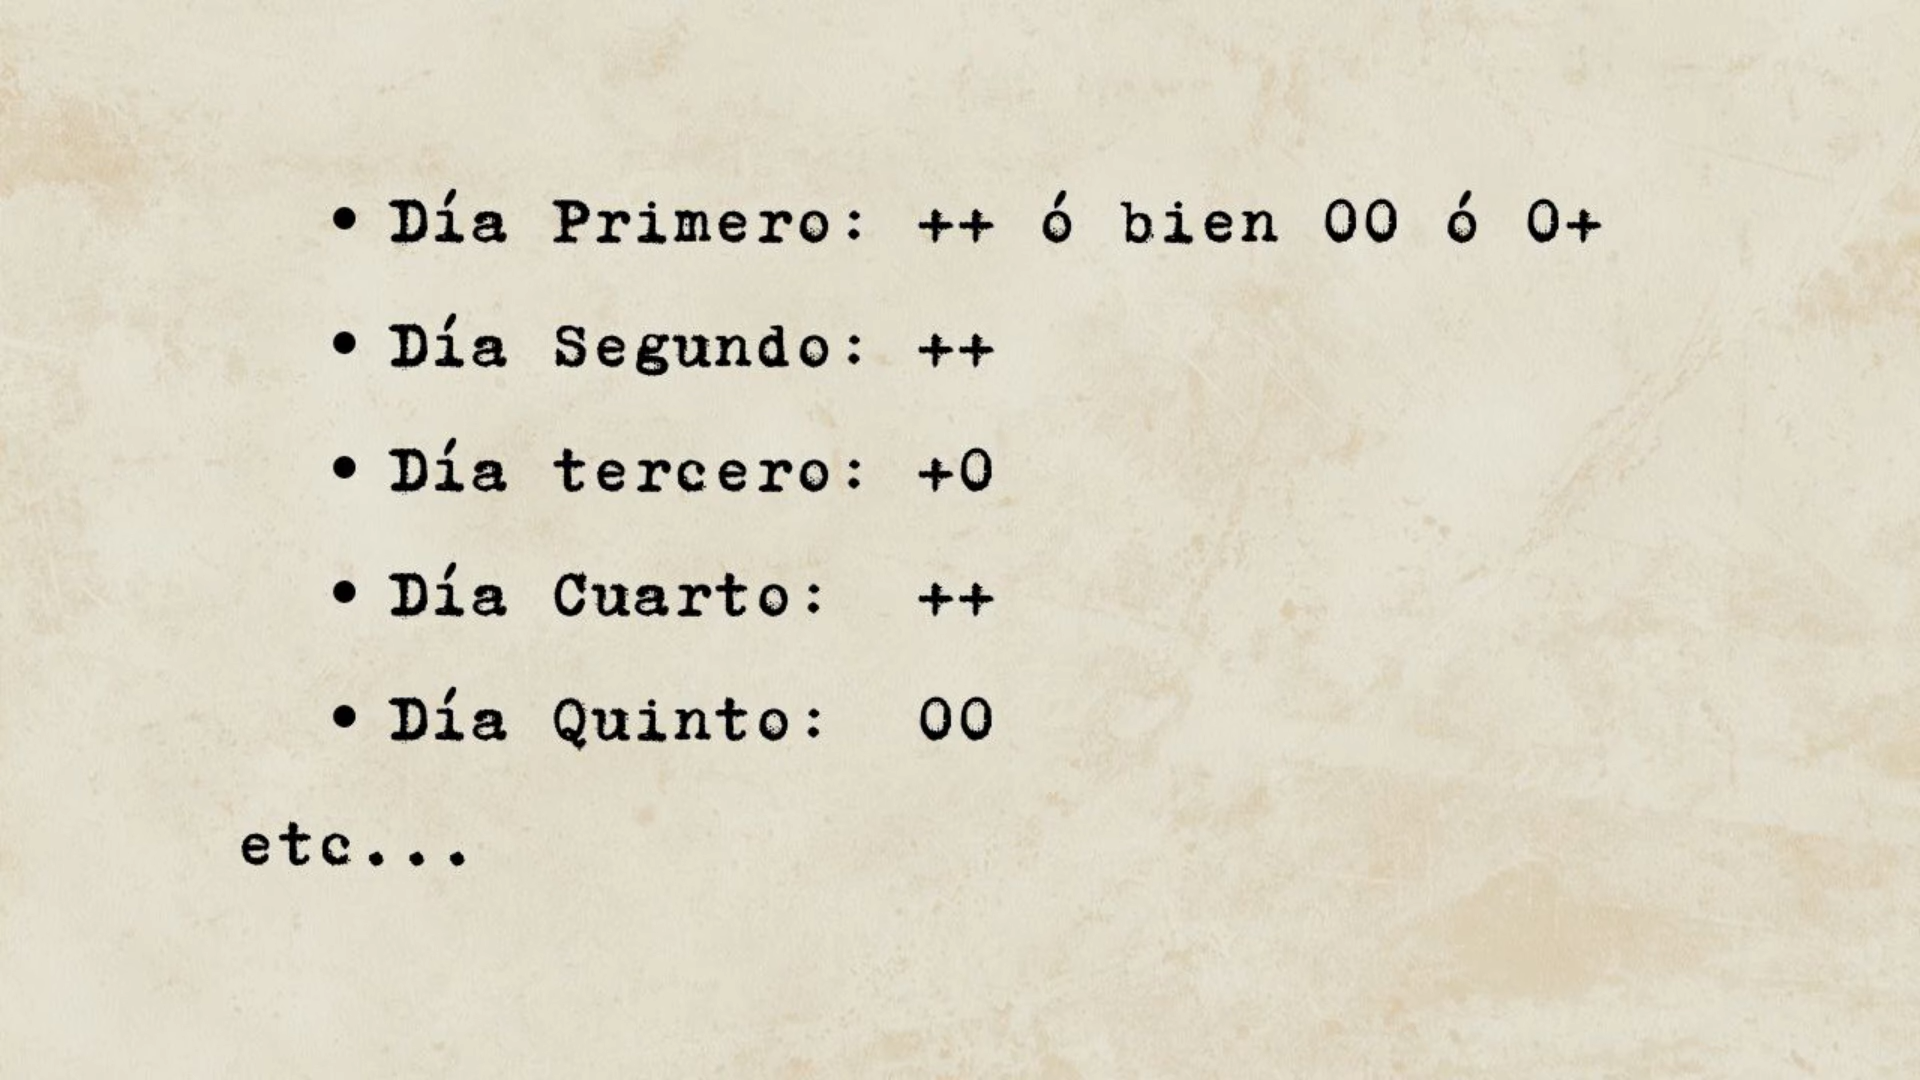 • Día Primero: ++ ó bien 00 ó 0+
• Día Segundo: ++
• Día tercero: +0
• Día Cuarto: ++
• Día Quinto: 00
etc...